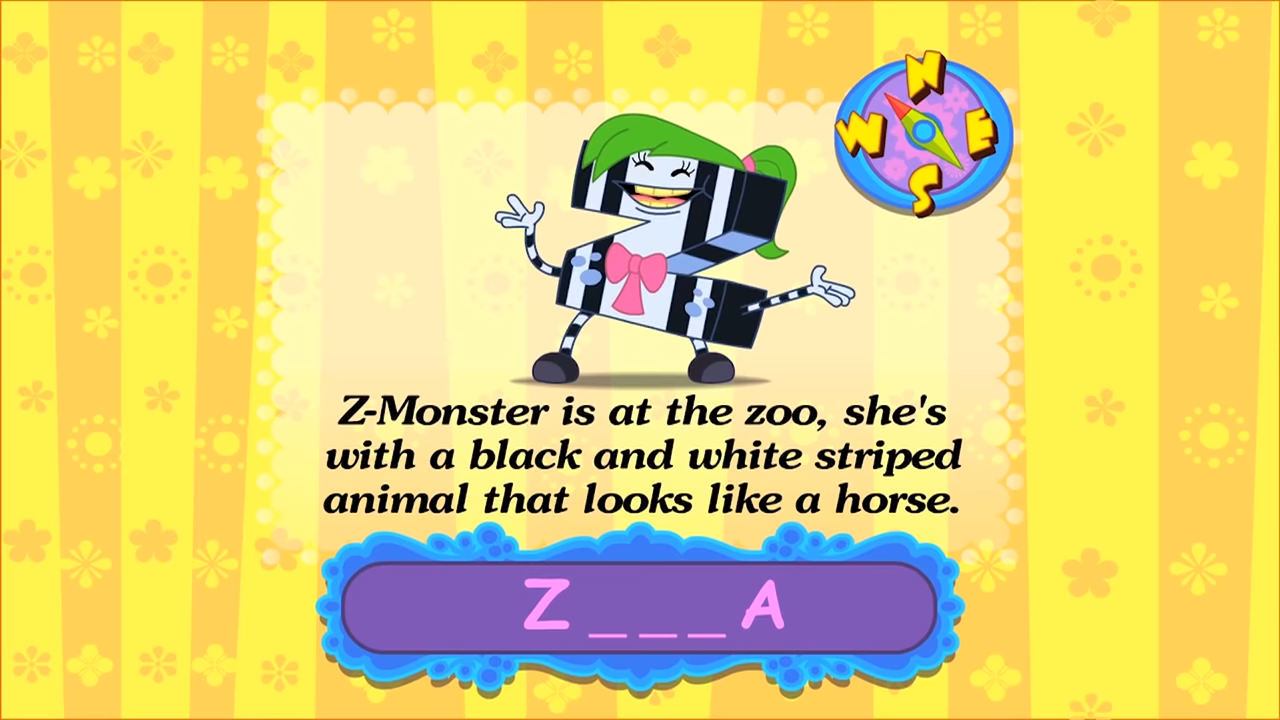 N
W E
S
Z-Monster is at the zoo, she's
with a black and white striped
animal that looks like a horse.
Z _ _ _ A